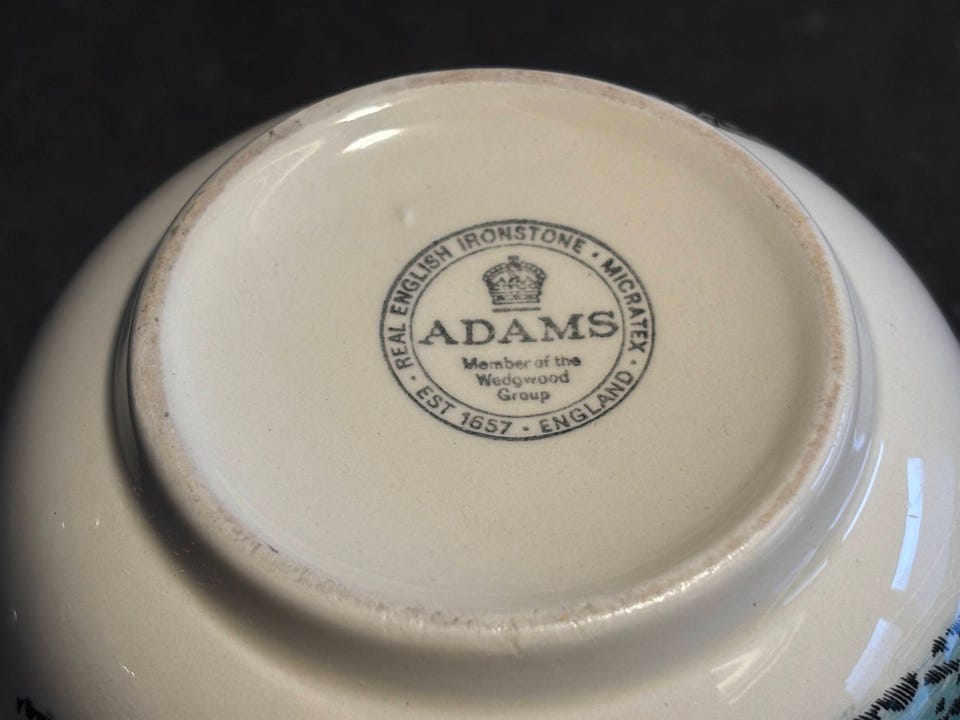 REAL ENGLISH IRONSTONE · MICRATEX ·
ADAMS
Member of the
Wedgwood
Group
EST 1657 · ENGLAND ·